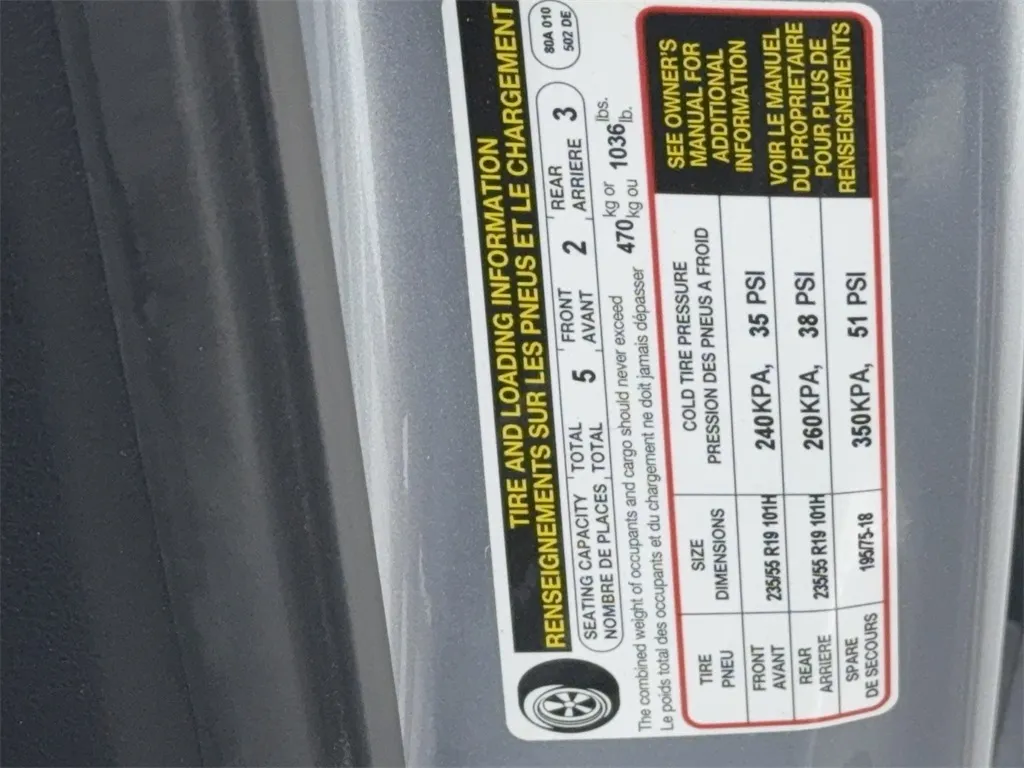 TIRE AND LOADING INFORMATION
RENSEIGNEMENTS SUR LES PNEUS ET LE CHARGEMENT
80A 010
502 DE
SEATING CAPACITY TOTAL 5 FRONT 2 REAR 3
NOMBRE DE PLACES TOTAL AVANT ARRIERE
The combined weight of occupants and cargo should never exceed 470 kg or 1036 lbs.
Le poids total des occupants et du chargement ne doit jamais dépasser kg ou lb.
TIRE
PNEU
SIZE
DIMENSIONS
COLD TIRE PRESSURE
PRESSION DES PNEUS A FROID
FRONT
AVANT
235/55 R19 101H
240KPA, 35 PSI
REAR
ARRIERE
235/55 R19 101H
260KPA, 38 PSI
SPARE
DE SECOURS
195/75-18
350KPA, 51 PSI
SEE OWNER'S
MANUAL FOR
ADDITIONAL
INFORMATION
VOIR LE MANUEL
DU PROPRIETAIRE
POUR PLUS DE
RENSEIGNEMENTS